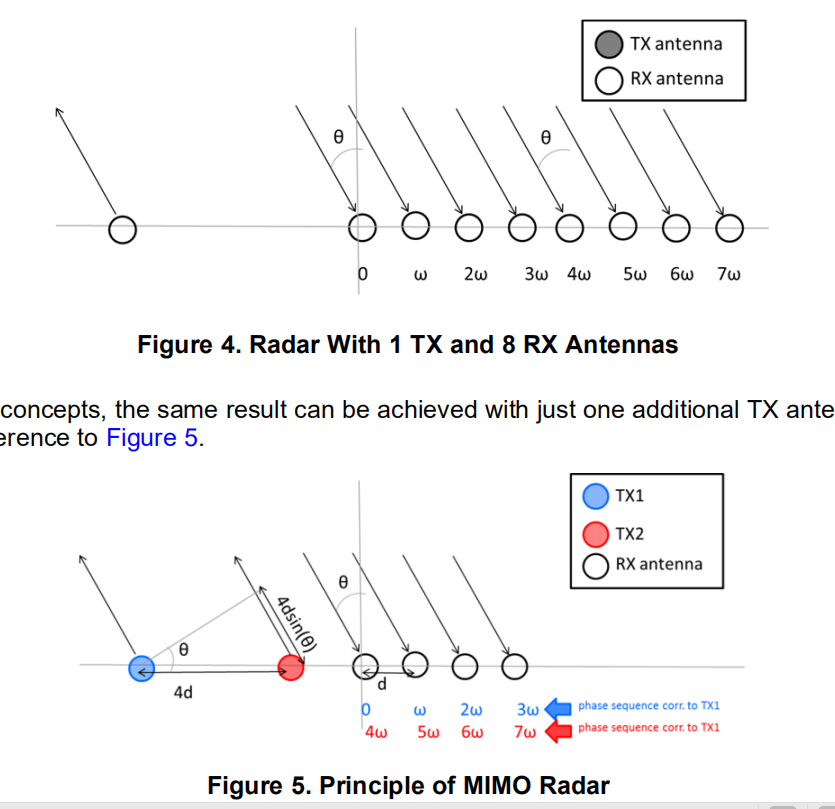 TX antenna
RX antenna
θ
θ
0 ω 2ω 3ω 4ω 5ω 6ω 7ω
Figure 4. Radar With 1 TX and 8 RX Antennas
concepts, the same result can be achieved with just one additional TX ante
erence to Figure 5.
TX1
TX2
RX antenna
θ
4dsin(θ)
θ
4d
d
0 ω 2ω 3ω phase sequence corr. to TX1
4ω 5ω 6ω 7ω phase sequence corr. to TX1
Figure 5. Principle of MIMO Radar